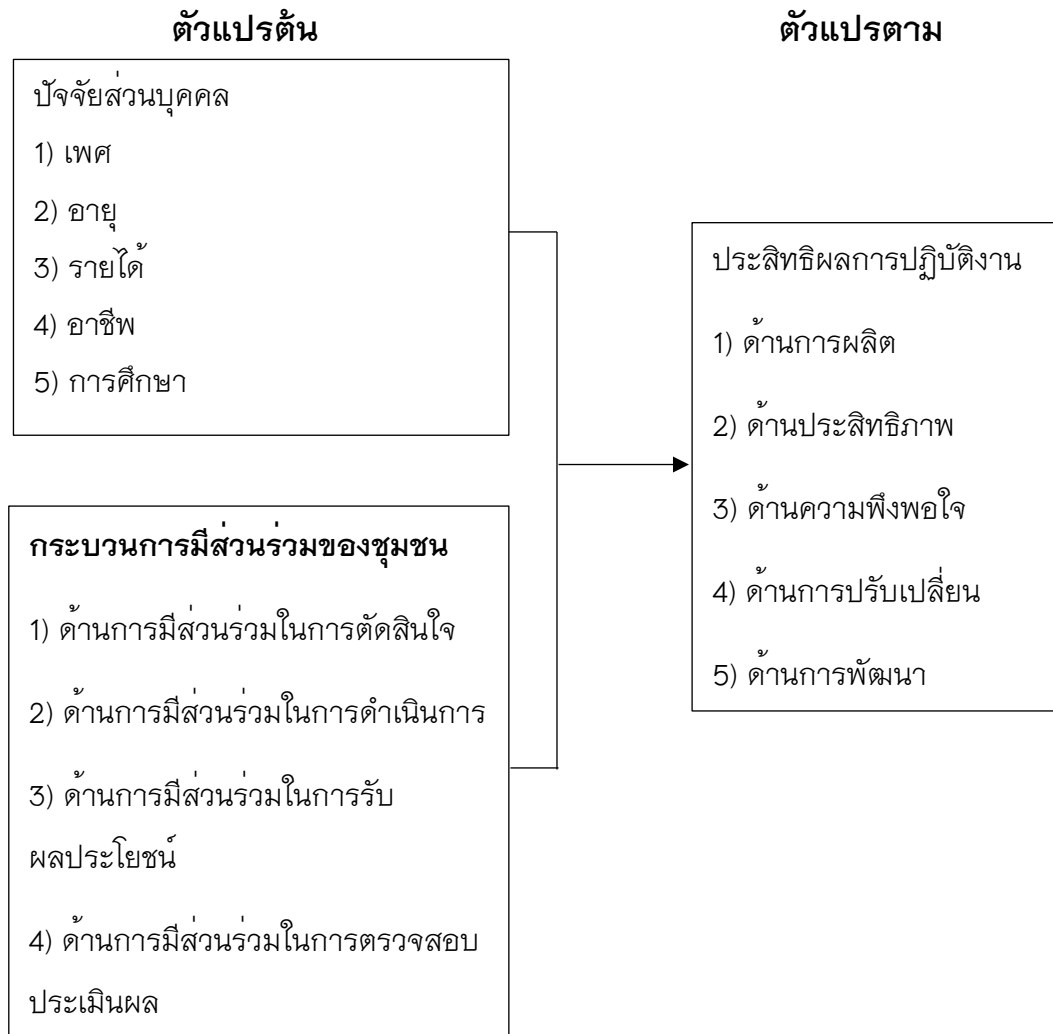 ตัวแปรต้น
ปัจจัยส่วนบุคคล
1) เพศ
2) อายุ
3) รายได้
4) อาชีพ
5) การศึกษา
กระบวนการมีส่วนร่วมของชุมชน
1) ด้านการมีส่วนร่วมในการตัดสินใจ
2) ด้านการมีส่วนร่วมในการดำเนินการ
3) ด้านการมีส่วนร่วมในการรับ
ผลประโยชน์
4) ด้านการมีส่วนร่วมในการตรวจสอบ
ประเมินผล
ตัวแปรตาม
ประสิทธิผลการปฏิบัติงาน
1) ด้านการผลิต
2) ด้านประสิทธิภาพ
3) ด้านความพึงพอใจ
4) ด้านการปรับเปลี่ยน
5) ด้านการพัฒนา